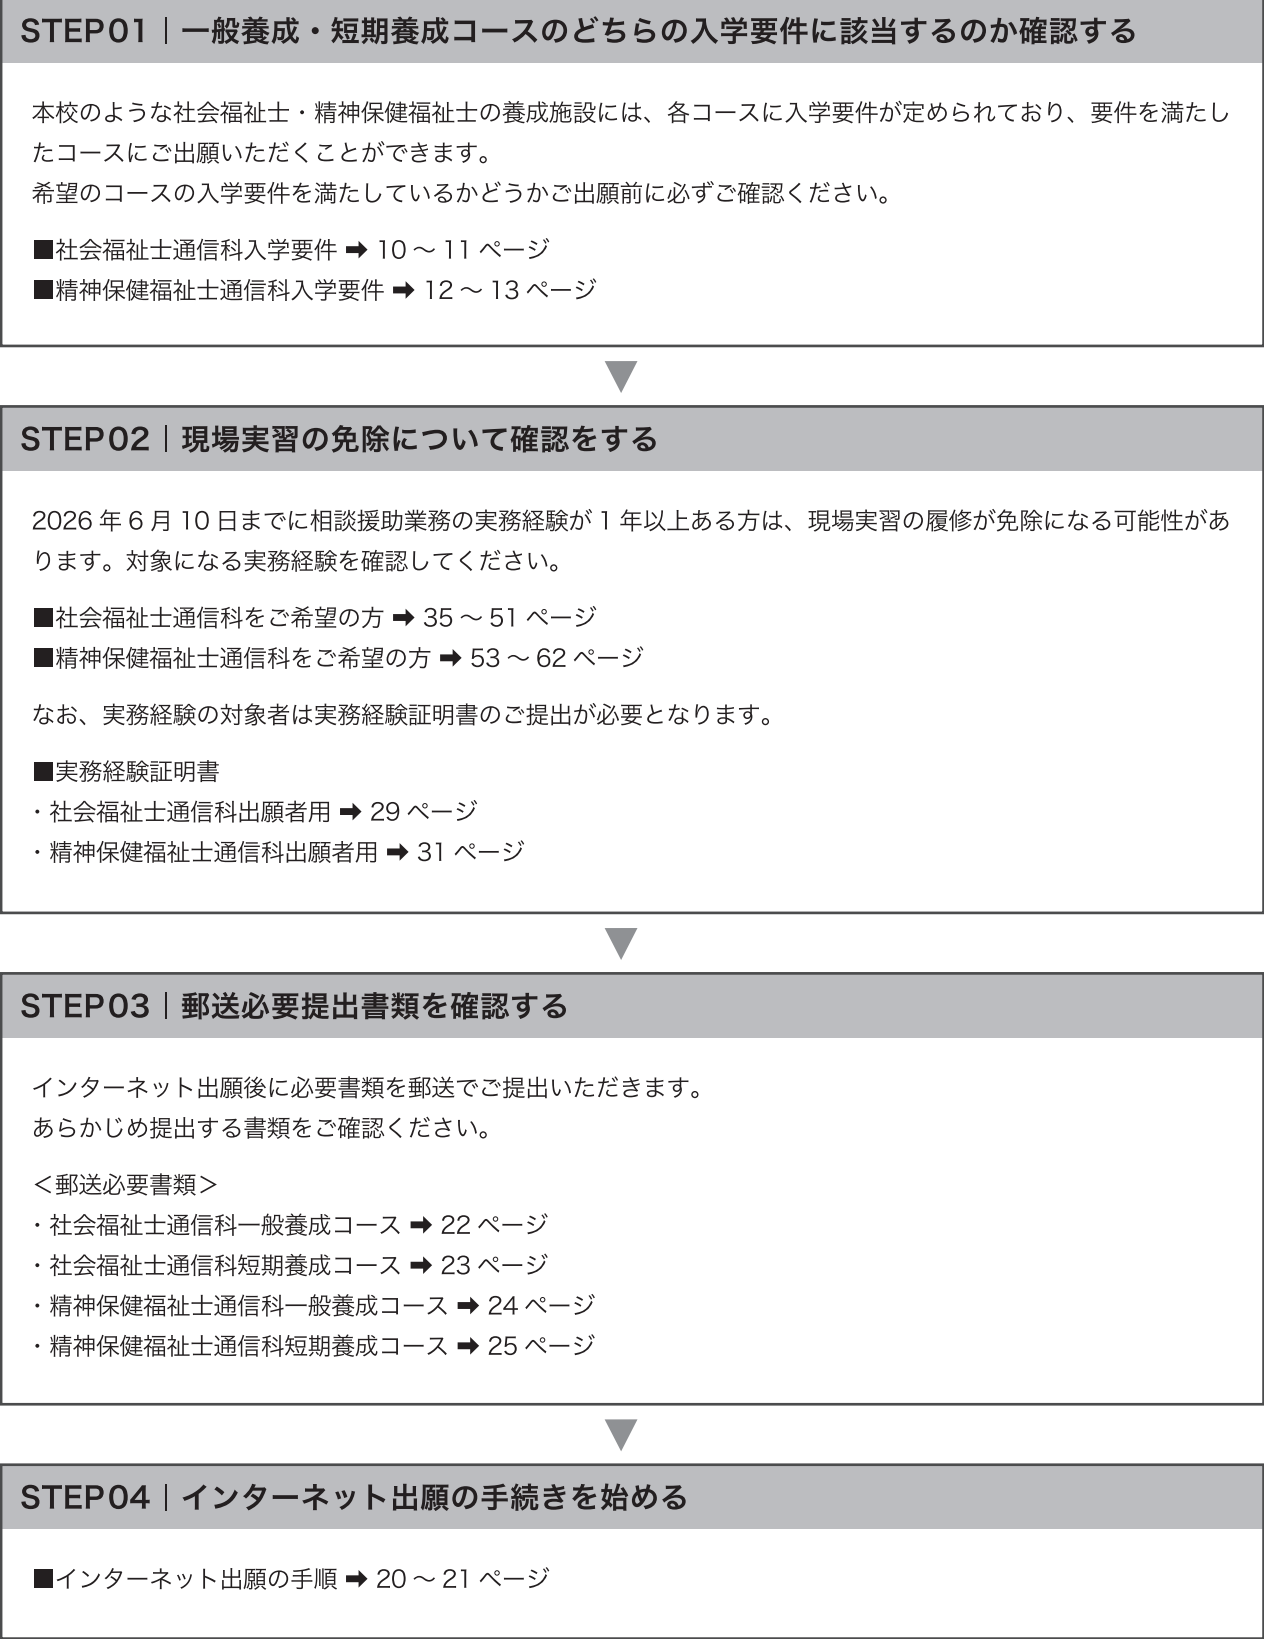 STEP01｜一般養成・短期養成コースのどちらの入学要件に該当するのか確認する
本校のような社会福祉士・精神保健福祉士の養成施設には、各コースに入学要件が定められており、要件を満たし
たコースにご出願いただくことができます。
希望のコースの入学要件を満たしているかどうかご出願前に必ずご確認ください。
■社会福祉士通信科入学要件 ➡ 10 ～ 11 ページ
■精神保健福祉士通信科入学要件 ➡ 12 ～ 13 ページ
▼
STEP02｜現場実習の免除について確認をする
2026 年 6 月 10 日までに相談援助業務の実務経験が 1 年以上ある方は、現場実習の履修が免除になる可能性があ
ります。対象になる実務経験を確認してください。
■社会福祉士通信科をご希望の方 ➡ 35 ～ 51 ページ
■精神保健福祉士通信科をご希望の方 ➡ 53 ～ 62 ページ
なお、実務経験の対象者は実務経験証明書のご提出が必要となります。
■実務経験証明書
・社会福祉士通信科出願者用 ➡ 29 ページ
・精神保健福祉士通信科出願者用 ➡ 31 ページ
▼
STEP03｜郵送必要提出書類を確認する
インターネット出願後に必要書類を郵送でご提出いただきます。
あらかじめ提出する書類をご確認ください。
＜郵送必要書類＞
・社会福祉士通信科一般養成コース ➡ 22 ページ
・社会福祉士通信科短期養成コース ➡ 23 ページ
・精神保健福祉士通信科一般養成コース ➡ 24 ページ
・精神保健福祉士通信科短期養成コース ➡ 25 ページ
▼
STEP04｜インターネット出願の手続きを始める
■インターネット出願の手順 ➡ 20 ～ 21 ページ